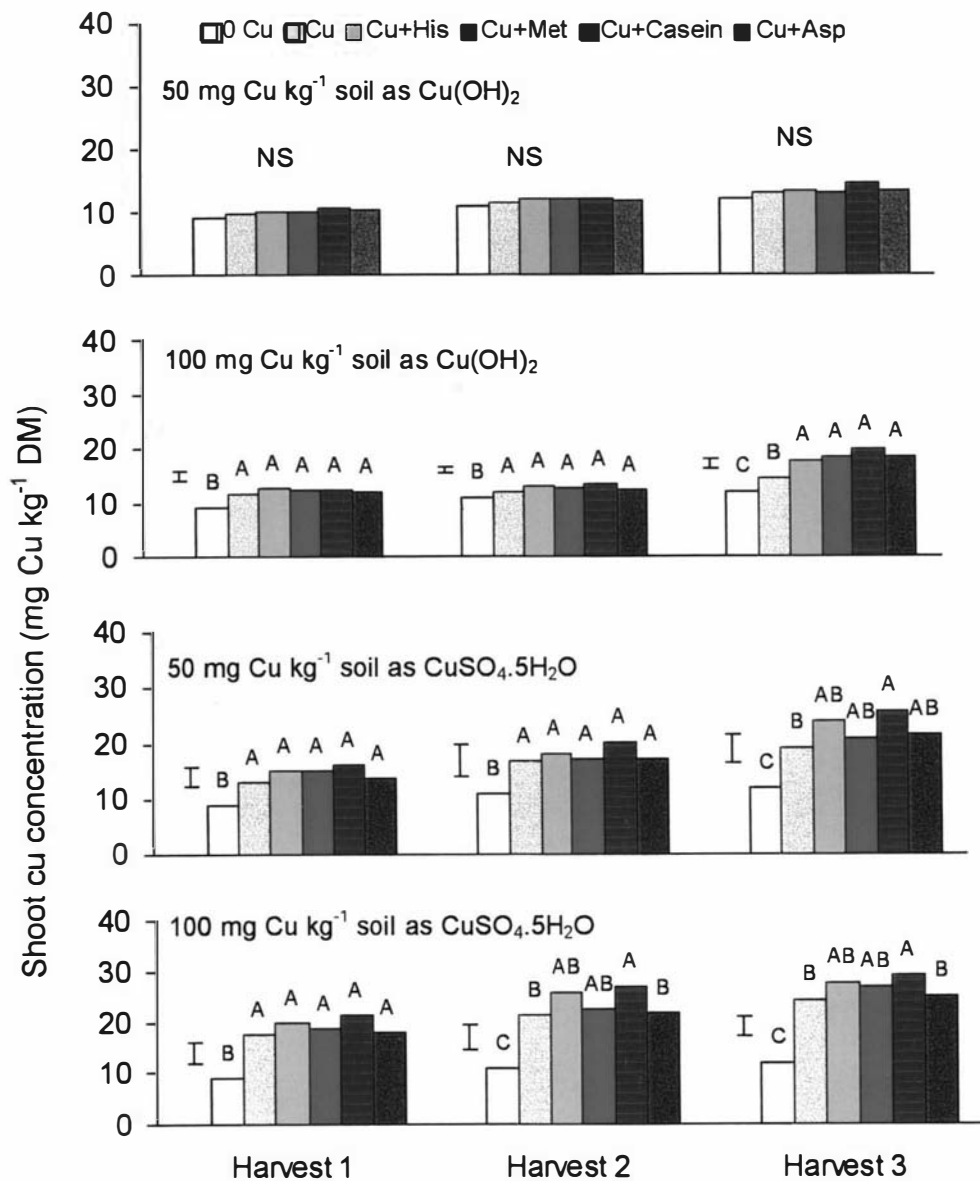 40
0 Cu Cu Cu+His Cu+Met Cu+Casein Cu+Asp
50 mg Cu kg⁻¹ soil as Cu(OH)₂
30
20
NS NS NS
10
0
40
100 mg Cu kg⁻¹ soil as Cu(OH)₂
30
20
B A A A A A B A A A A A C B A A A A
10
0
Shoot cu concentration (mg Cu kg⁻¹ DM)
40
50 mg Cu kg⁻¹ soil as CuSO₄.5H₂O
30
20
B A A A A A B A A A A A C B AB AB A AB
10
0
40
100 mg Cu kg⁻¹ soil as CuSO₄.5H₂O
30
20
B A A A A A C B AB AB A B C B AB AB A B
10
0
Harvest 1 Harvest 2 Harvest 3